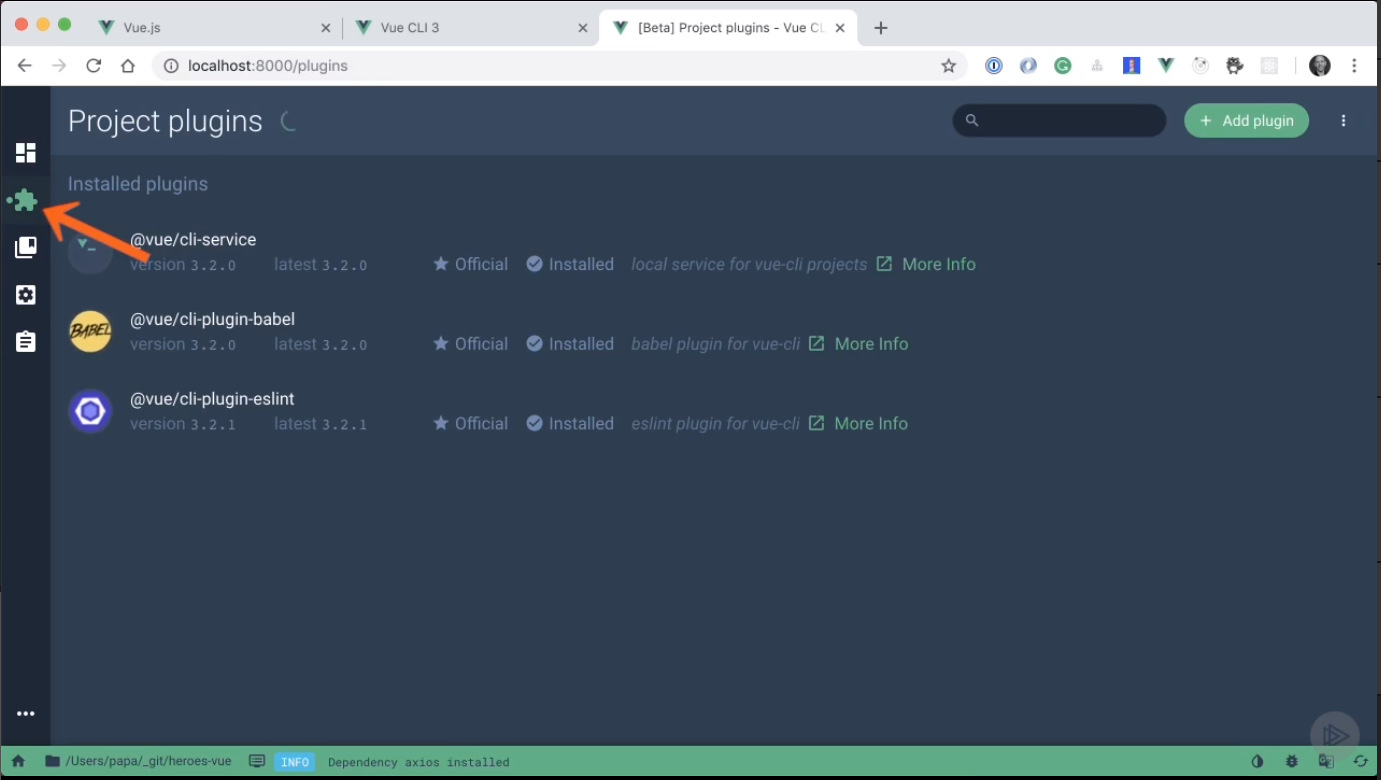 Vue.js
Vue CLI 3
[Beta] Project plugins - Vue CL
localhost:8000/plugins
Project plugins
Add plugin
Installed plugins
@vue/cli-service
version 3.2.0 latest 3.2.0 Official Installed local service for vue-cli projects More Info
BABEL
@vue/cli-plugin-babel
version 3.2.0 latest 3.2.0 Official Installed babel plugin for vue-cli More Info
@vue/cli-plugin-eslint
version 3.2.1 latest 3.2.1 Official Installed eslint plugin for vue-cli More Info
/Users/papa/_git/heroes-vue INFO Dependency axios installed